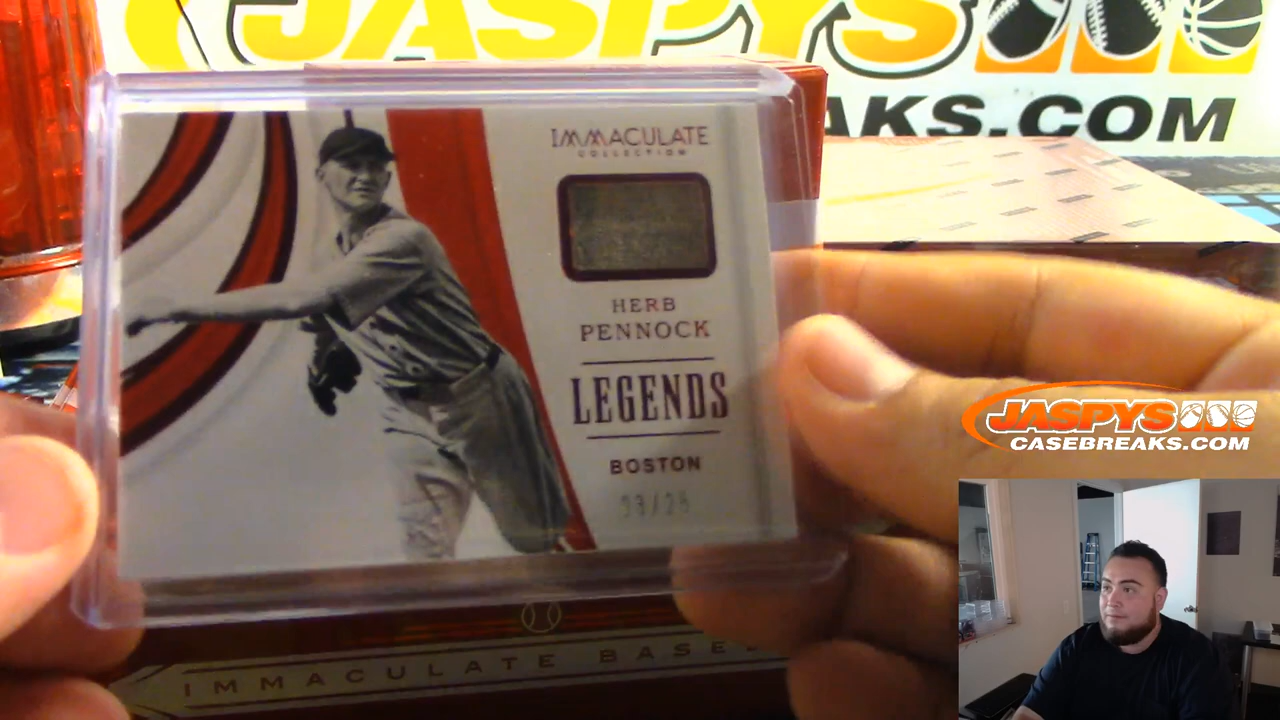 JASPYS
AKS.COM
IMMACULATE
COLLECTION
HERB
PENNOCK
LEGENDS
BOSTON
JASPYS
CASEBREAKS.COM
IMMACULATE BASE